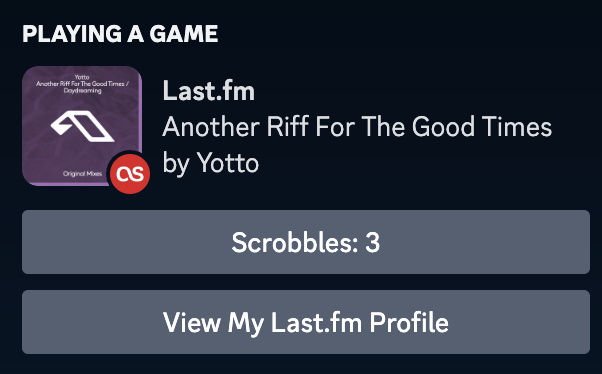 PLAYING A GAME
Yotto
Another Riff For The Good Times /
Daydreaming
Original Mixes
Last.fm
Another Riff For The Good Times
by Yotto
Scrobbles: 3
View My Last.fm Profile